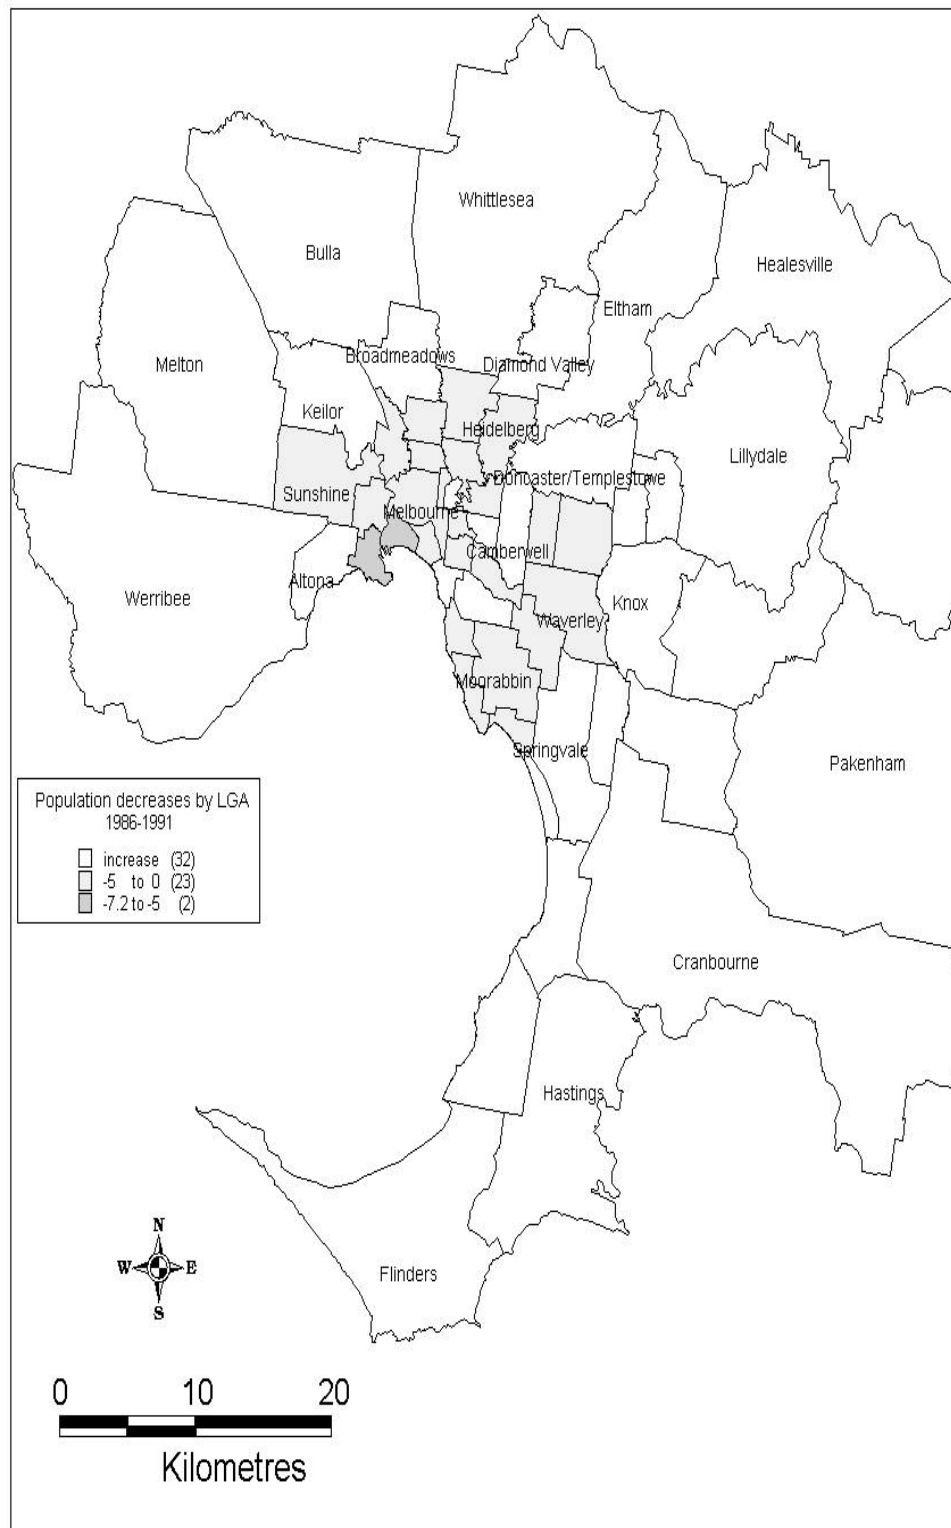 Whittlesea
Bulla
Healesville
Eltham
Broadmeadows
Diamond Valley
Melton
Keilor
Heidelberg
Lillydale
Doncaster/Templestowe
Sunshine
Melbourne
Camberwell
Altona
Werribee
Knox
Waverley
Moorabbin
Springvale
Pakenham
Population decreases by LGA
1986-1991
increase (32)
-5 to 0 (23)
-7.2 to -5 (2)
Cranbourne
Hastings
N
W E
S
Flinders
0 10 20
Kilometres